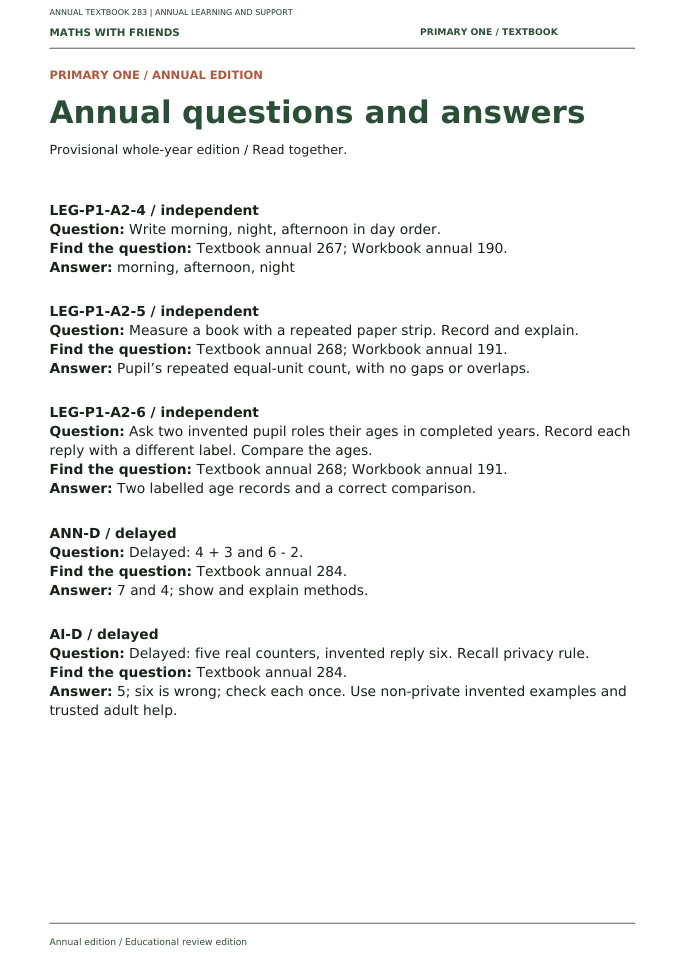 ANNUAL TEXTBOOK 283 | ANNUAL LEARNING AND SUPPORT
MATHS WITH FRIENDS
PRIMARY ONE / TEXTBOOK
PRIMARY ONE / ANNUAL EDITION
Annual questions and answers
Provisional whole-year edition / Read together.
LEG-P1-A2-4 / independent
Question: Write morning, night, afternoon in day order.
Find the question: Textbook annual 267; Workbook annual 190.
Answer: morning, afternoon, night
LEG-P1-A2-5 / independent
Question: Measure a book with a repeated paper strip. Record and explain.
Find the question: Textbook annual 268; Workbook annual 191.
Answer: Pupil’s repeated equal-unit count, with no gaps or overlaps.
LEG-P1-A2-6 / independent
Question: Ask two invented pupil roles their ages in completed years. Record each
reply with a different label. Compare the ages.
Find the question: Textbook annual 268; Workbook annual 191.
Answer: Two labelled age records and a correct comparison.
ANN-D / delayed
Question: Delayed: 4 + 3 and 6 - 2.
Find the question: Textbook annual 284.
Answer: 7 and 4; show and explain methods.
AI-D / delayed
Question: Delayed: five real counters, invented reply six. Recall privacy rule.
Find the question: Textbook annual 284.
Answer: 5; six is wrong; check each once. Use non-private invented examples and
trusted adult help.
Annual edition / Educational review edition